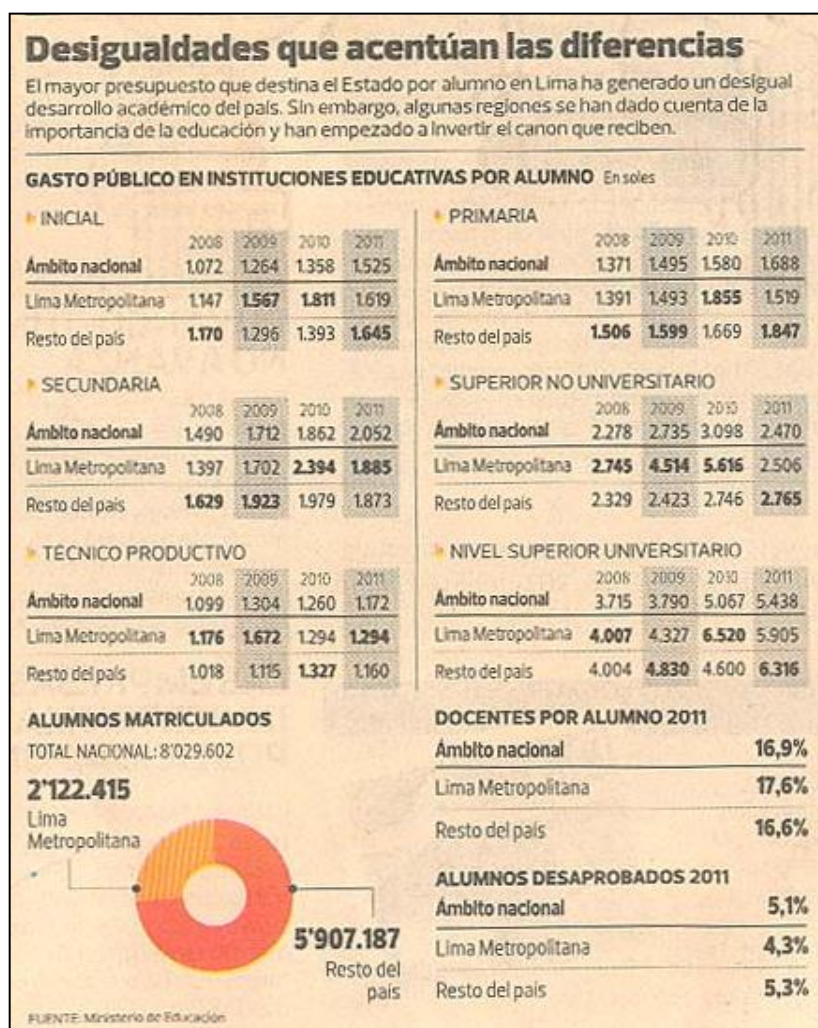 Desigualdades que acentúan las diferencias
El mayor presupuesto que destina el Estado por alumno en Lima ha generado un desigual
desarrollo académico del país. Sin embargo, algunas regiones se han dado cuenta de la
importancia de la educación y han empezado a invertir el canon que reciben.
GASTO PÚBLICO EN INSTITUCIONES EDUCATIVAS POR ALUMNO En soles
INICIAL
2008 2009 2010 2011
Ámbito nacional 1.072 1.264 1.358 1.525
Lima Metropolitana 1.147 1.567 1.811 1.619
Resto del país 1.170 1.296 1.393 1.645
SECUNDARIA
2008 2009 2010 2011
Ámbito nacional 1.490 1.712 1.862 2.052
Lima Metropolitana 1.397 1.702 2.394 1.885
Resto del país 1.629 1.923 1.979 1.873
TÉCNICO PRODUCTIVO
2008 2009 2010 2011
Ámbito nacional 1.099 1.304 1.260 1.172
Lima Metropolitana 1.176 1.672 1.294 1.294
Resto del país 1.018 1.115 1.327 1.160
PRIMARIA
2008 2009 2010 2011
Ámbito nacional 1.371 1.495 1.580 1.688
Lima Metropolitana 1.391 1.493 1.855 1.519
Resto del país 1.506 1.599 1.669 1.847
SUPERIOR NO UNIVERSITARIO
2008 2009 2010 2011
Ámbito nacional 2.278 2.735 3.098 2.470
Lima Metropolitana 2.745 4.514 5.616 2.506
Resto del país 2.329 2.423 2.746 2.765
NIVEL SUPERIOR UNIVERSITARIO
2008 2009 2010 2011
Ámbito nacional 3.715 3.790 5.067 5.438
Lima Metropolitana 4.007 4.327 6.520 5.905
Resto del país 4.004 4.830 4.600 6.316
ALUMNOS MATRICULADOS
TOTAL NACIONAL: 8'029.602
2'122.415
Lima
Metropolitana
5'907.187
Resto del
país
DOCENTES POR ALUMNO 2011
Ámbito nacional 16,9%
Lima Metropolitana 17,6%
Resto del país 16,6%
ALUMNOS DESAPROBADOS 2011
Ámbito nacional 5,1%
Lima Metropolitana 4,3%
Resto del país 5,3%
FUENTE: Ministerio de Educación